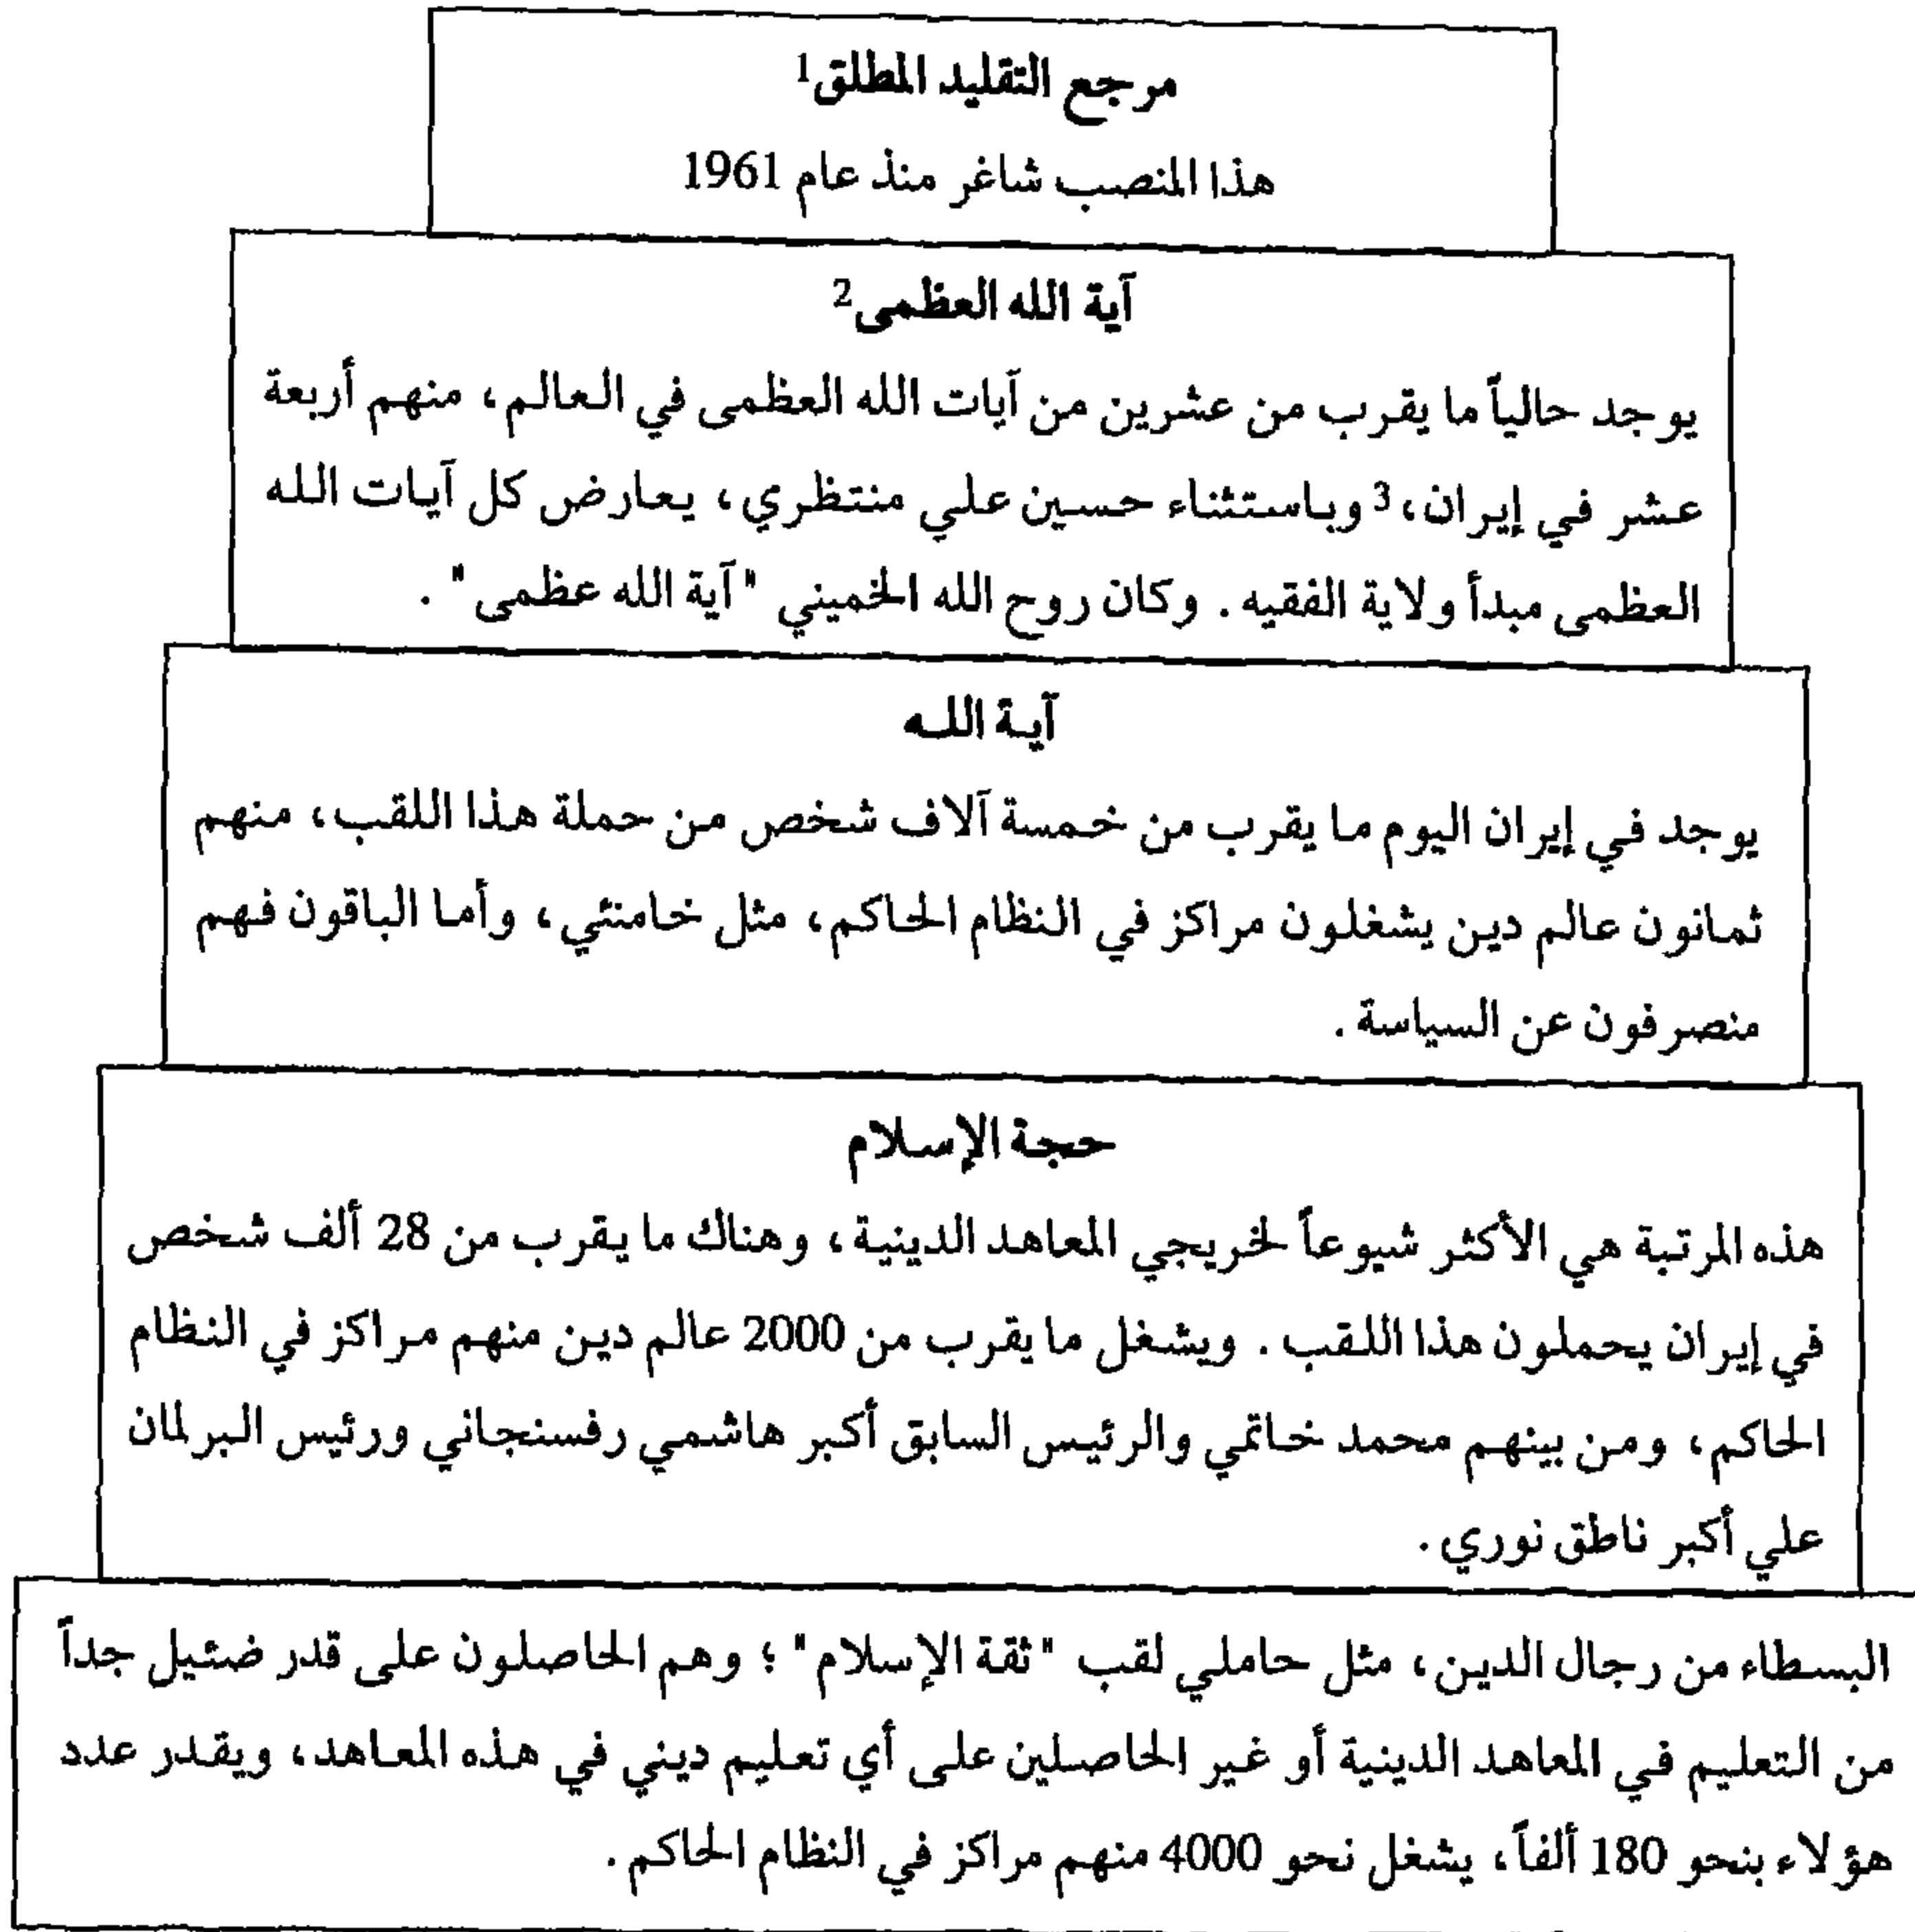 مرجع التقليد المطلق1
هذا المنصب شاغر منذ عام 1961
آية الله العظمى2
يوجد حالياً ما يقرب من عشرين من آيات الله العظمى في العالم، منهم أربعة
عشر في إيران،3 وباستثناء حسين علي منتظري، يعارض كل آيات الله
العظمى مبدأ ولاية الفقيه. وكان روح الله الخميني "آية الله عظمى".
آية الله
يوجد في إيران اليوم ما يقرب من خمسة آلاف شخص من حملة هذا اللقب، منهم
ثمانون عالم دين يشغلون مراكز في النظام الحاكم، مثل خامنئي، وأما الباقون فهم
منصرفون عن السياسة.
حجة الإسلام
هذه المرتبة هي الأكثر شيوعاً لخريجي المعاهد الدينية، وهناك ما يقرب من 28 ألف شخص
في إيران يحملون هذا اللقب. ويشغل ما يقرب من 2000 عالم دين منهم مراكز في النظام
الحاكم، ومن بينهم محمد خاتمي والرئيس السابق أكبر هاشمي رفسنجاني ورئيس البرلمان
علي أكبر ناطق نوري.
البسطاء من رجال الدين، مثل حاملي لقب "ثقة الإسلام"؛ وهم الحاصلون على قدر ضئيل جداً
من التعليم في المعاهد الدينية أو غير الحاصلين على أي تعليم ديني في هذه المعاهد، ويقدر عدد
هؤلاء بنحو 180 ألفاً، يشغل نحو 4000 منهم مراكز في النظام الحاكم.